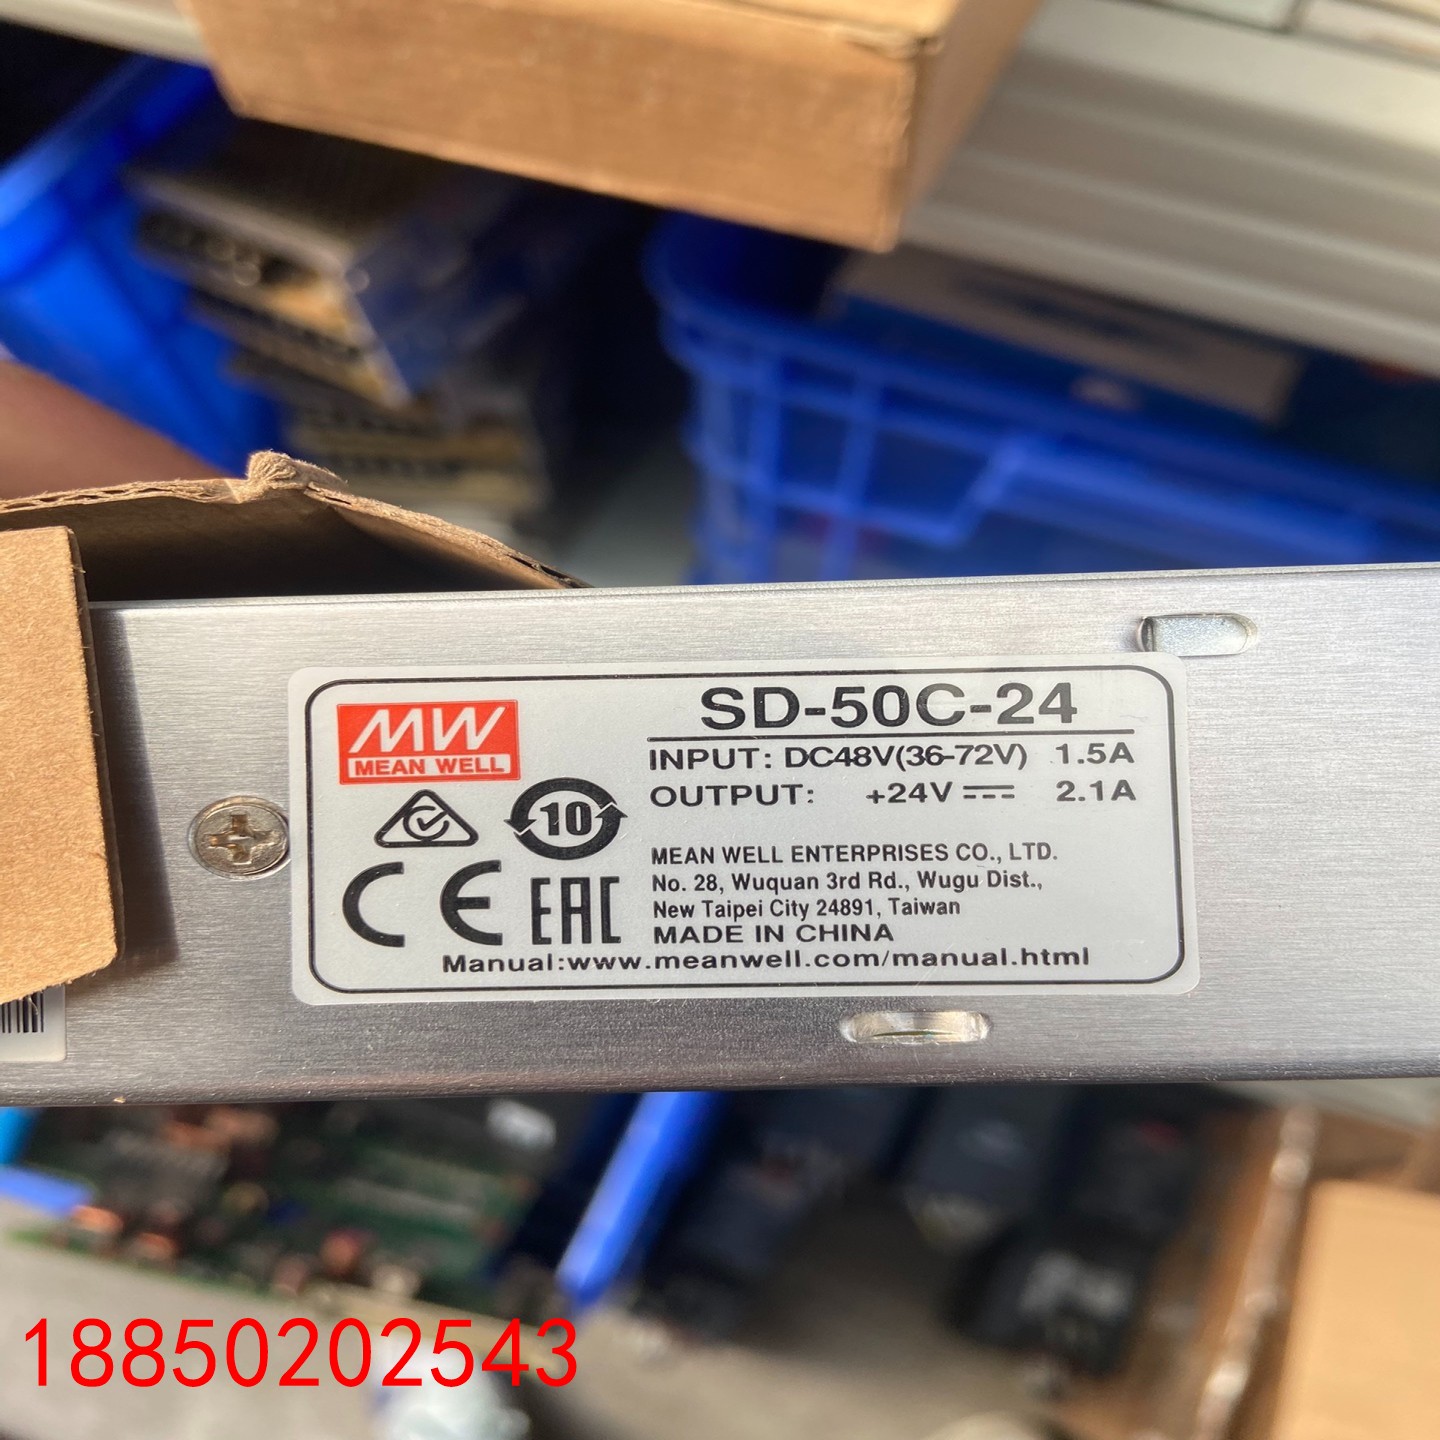 MW
MEAN WELL
SD-50C-24
INPUT: DC48V(36-72V) 1.5A
OUTPUT: +24V 2.1A
10
CE EAC
MEAN WELL ENTERPRISES CO., LTD.
No. 28, Wuquan 3rd Rd., Wugu Dist.,
New Taipei City 24891, Taiwan
MADE IN CHINA
Manual:www.meanwell.com/manual.html
18850202543